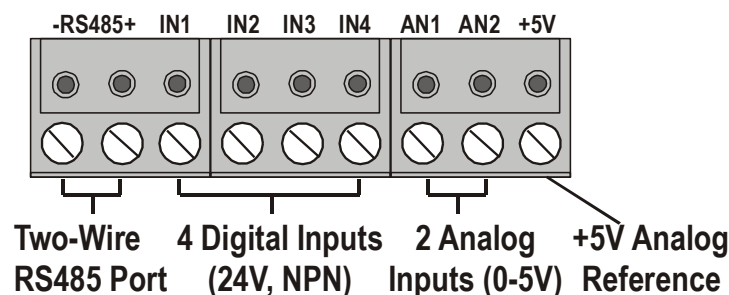 -RS485+ IN1 IN2 IN3 IN4 AN1 AN2 +5V
Two-Wire 4 Digital Inputs 2 Analog +5V Analog
RS485 Port (24V, NPN) Inputs (0-5V) Reference